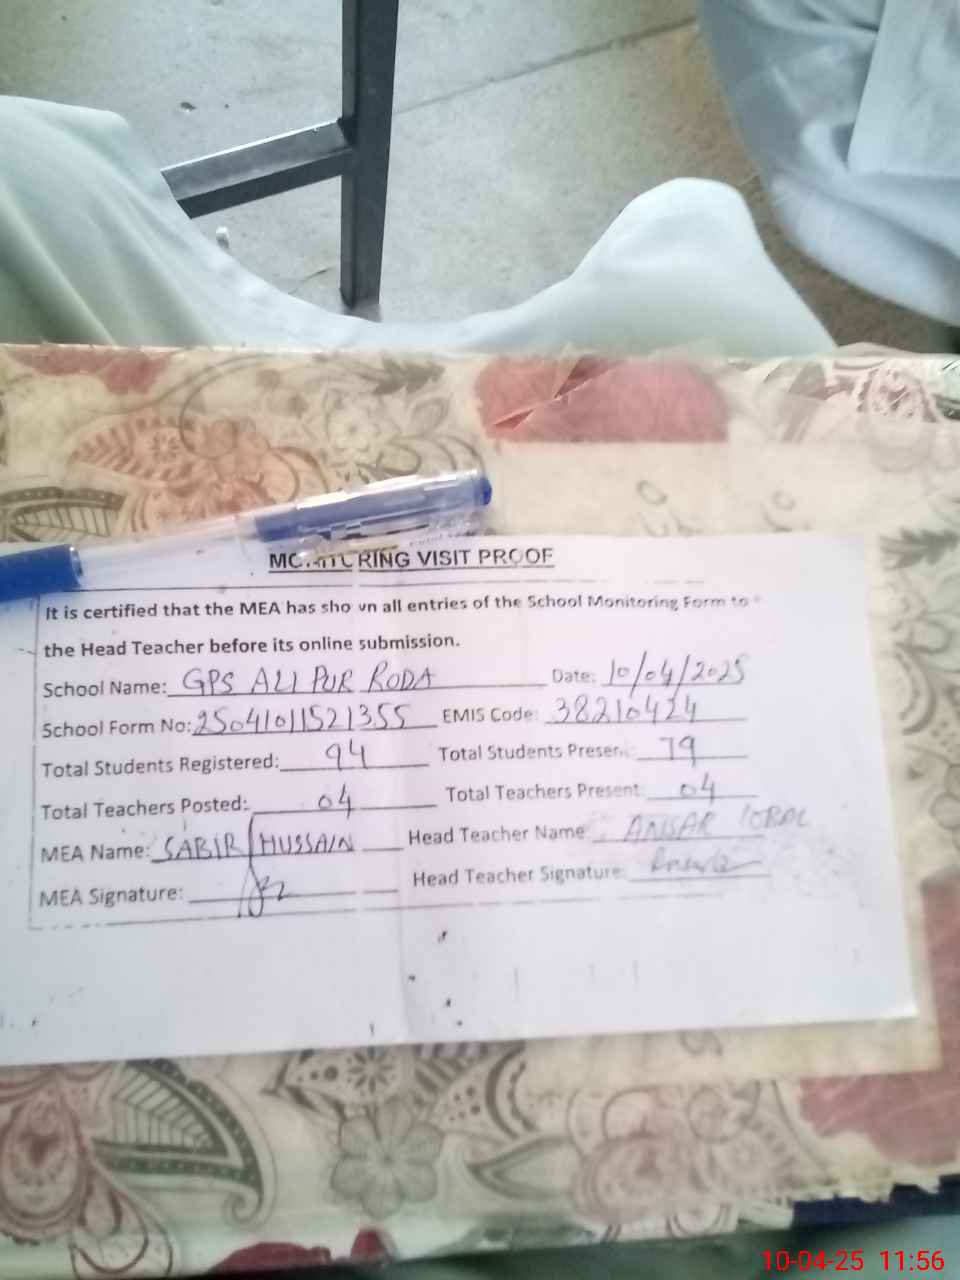 MONITORING VISIT PROOF
It is certified that the MEA has shown all entries of the School Monitoring Form to
the Head Teacher before its online submission.
School Name: GPS ALI PUR RODA Date: 10/04/2025
School Form No: 25041011521355 EMIS Code: 38210424
Total Students Registered: 94 Total Students Present: 79
Total Teachers Posted: 04 Total Teachers Present: 04
MEA Name: SABIR HUSSAIN Head Teacher Name: ANSAR IQBAL
MEA Signature: Head Teacher Signature:
10-04-25 11:56